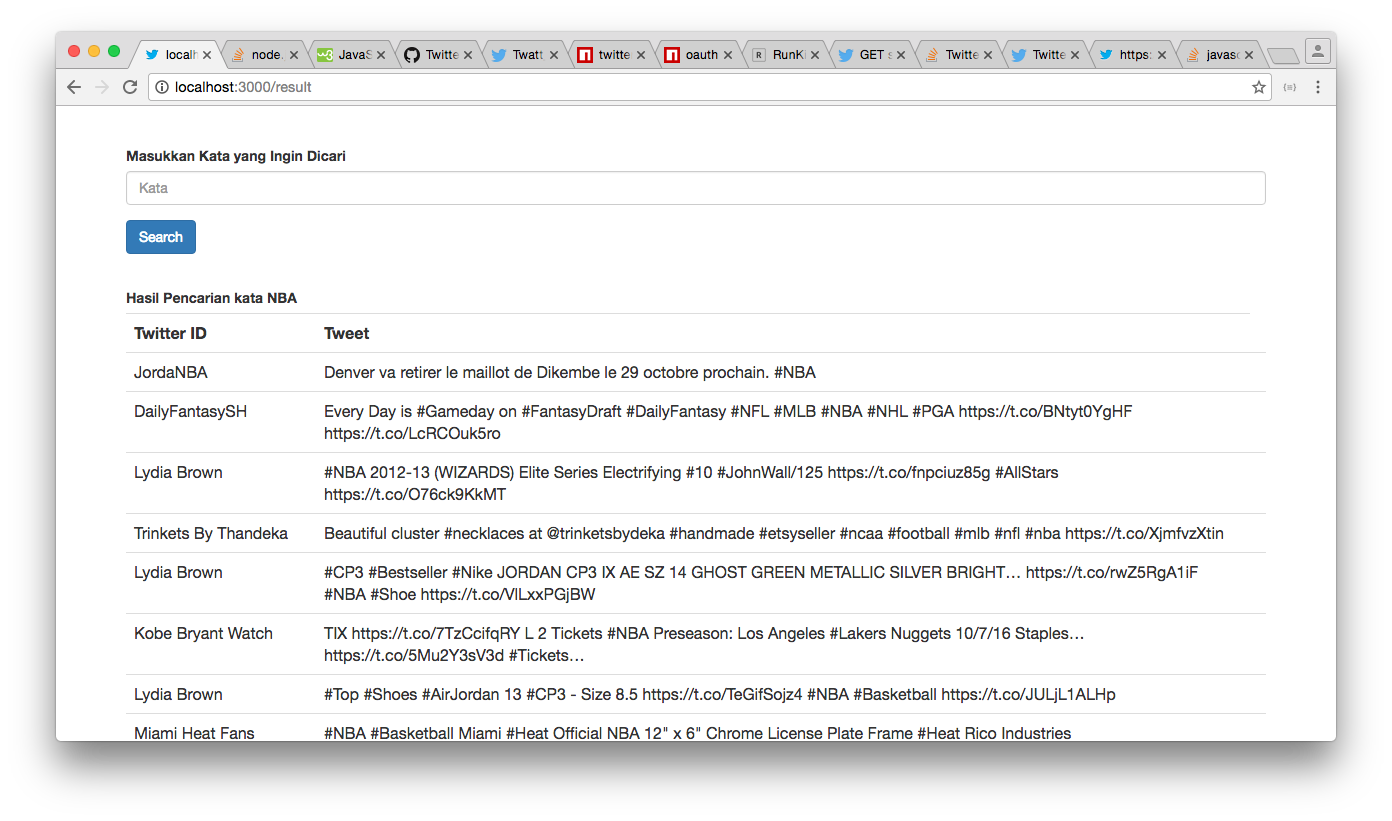 localh
node.
JavaS
Twitte
Twatt
twitte
oauth
RunKi
GET s
Twitte
Twitte
https:
javasc
localhost:3000/result
Masukkan Kata yang Ingin Dicari
Kata
Search
Hasil Pencarian kata NBA
Twitter ID Tweet
JordaNBA Denver va retirer le maillot de Dikembe le 29 octobre prochain. #NBA
DailyFantasySH Every Day is #Gameday on #FantasyDraft #DailyFantasy #NFL #MLB #NBA #NHL #PGA https://t.co/BNtyt0YgHF
https://t.co/LcRCOuk5ro
Lydia Brown #NBA 2012-13 (WIZARDS) Elite Series Electrifying #10 #JohnWall/125 https://t.co/fnpciuz85g #AllStars
https://t.co/O76ck9KkMT
Trinkets By Thandeka Beautiful cluster #necklaces at @trinketsbydeka #handmade #etsyseller #ncaa #football #mlb #nfl #nba https://t.co/XjmfvzXtin
Lydia Brown #CP3 #Bestseller #Nike JORDAN CP3 IX AE SZ 14 GHOST GREEN METALLIC SILVER BRIGHT… https://t.co/rwZ5RgA1iF
#NBA #Shoe https://t.co/VlLxxPGjBW
Kobe Bryant Watch TIX https://t.co/7TzCcifqRY L 2 Tickets #NBA Preseason: Los Angeles #Lakers Nuggets 10/7/16 Staples…
https://t.co/5Mu2Y3sV3d #Tickets…
Lydia Brown #Top #Shoes #AirJordan 13 #CP3 - Size 8.5 https://t.co/TeGifSojz4 #NBA #Basketball https://t.co/JULjL1ALHp
Miami Heat Fans #NBA #Basketball Miami #Heat Official NBA 12" x 6" Chrome License Plate Frame #Heat Rico Industries